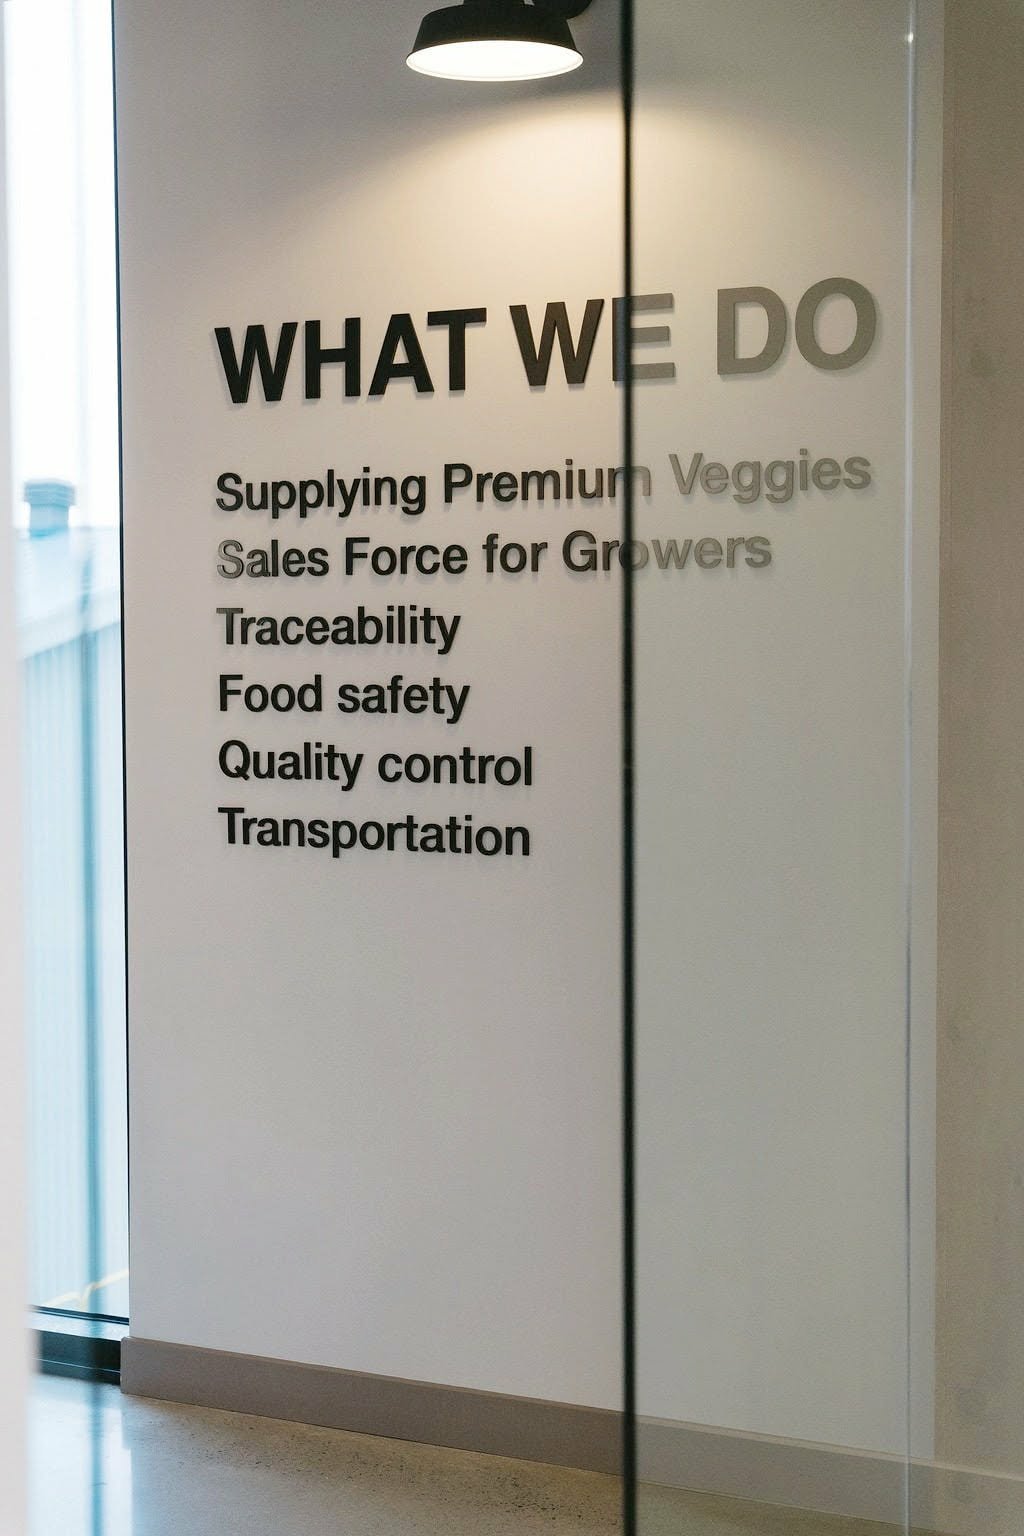 WHAT WE DO
Supplying Premium Veggies
Sales Force for Growers
Traceability
Food safety
Quality control
Transportation